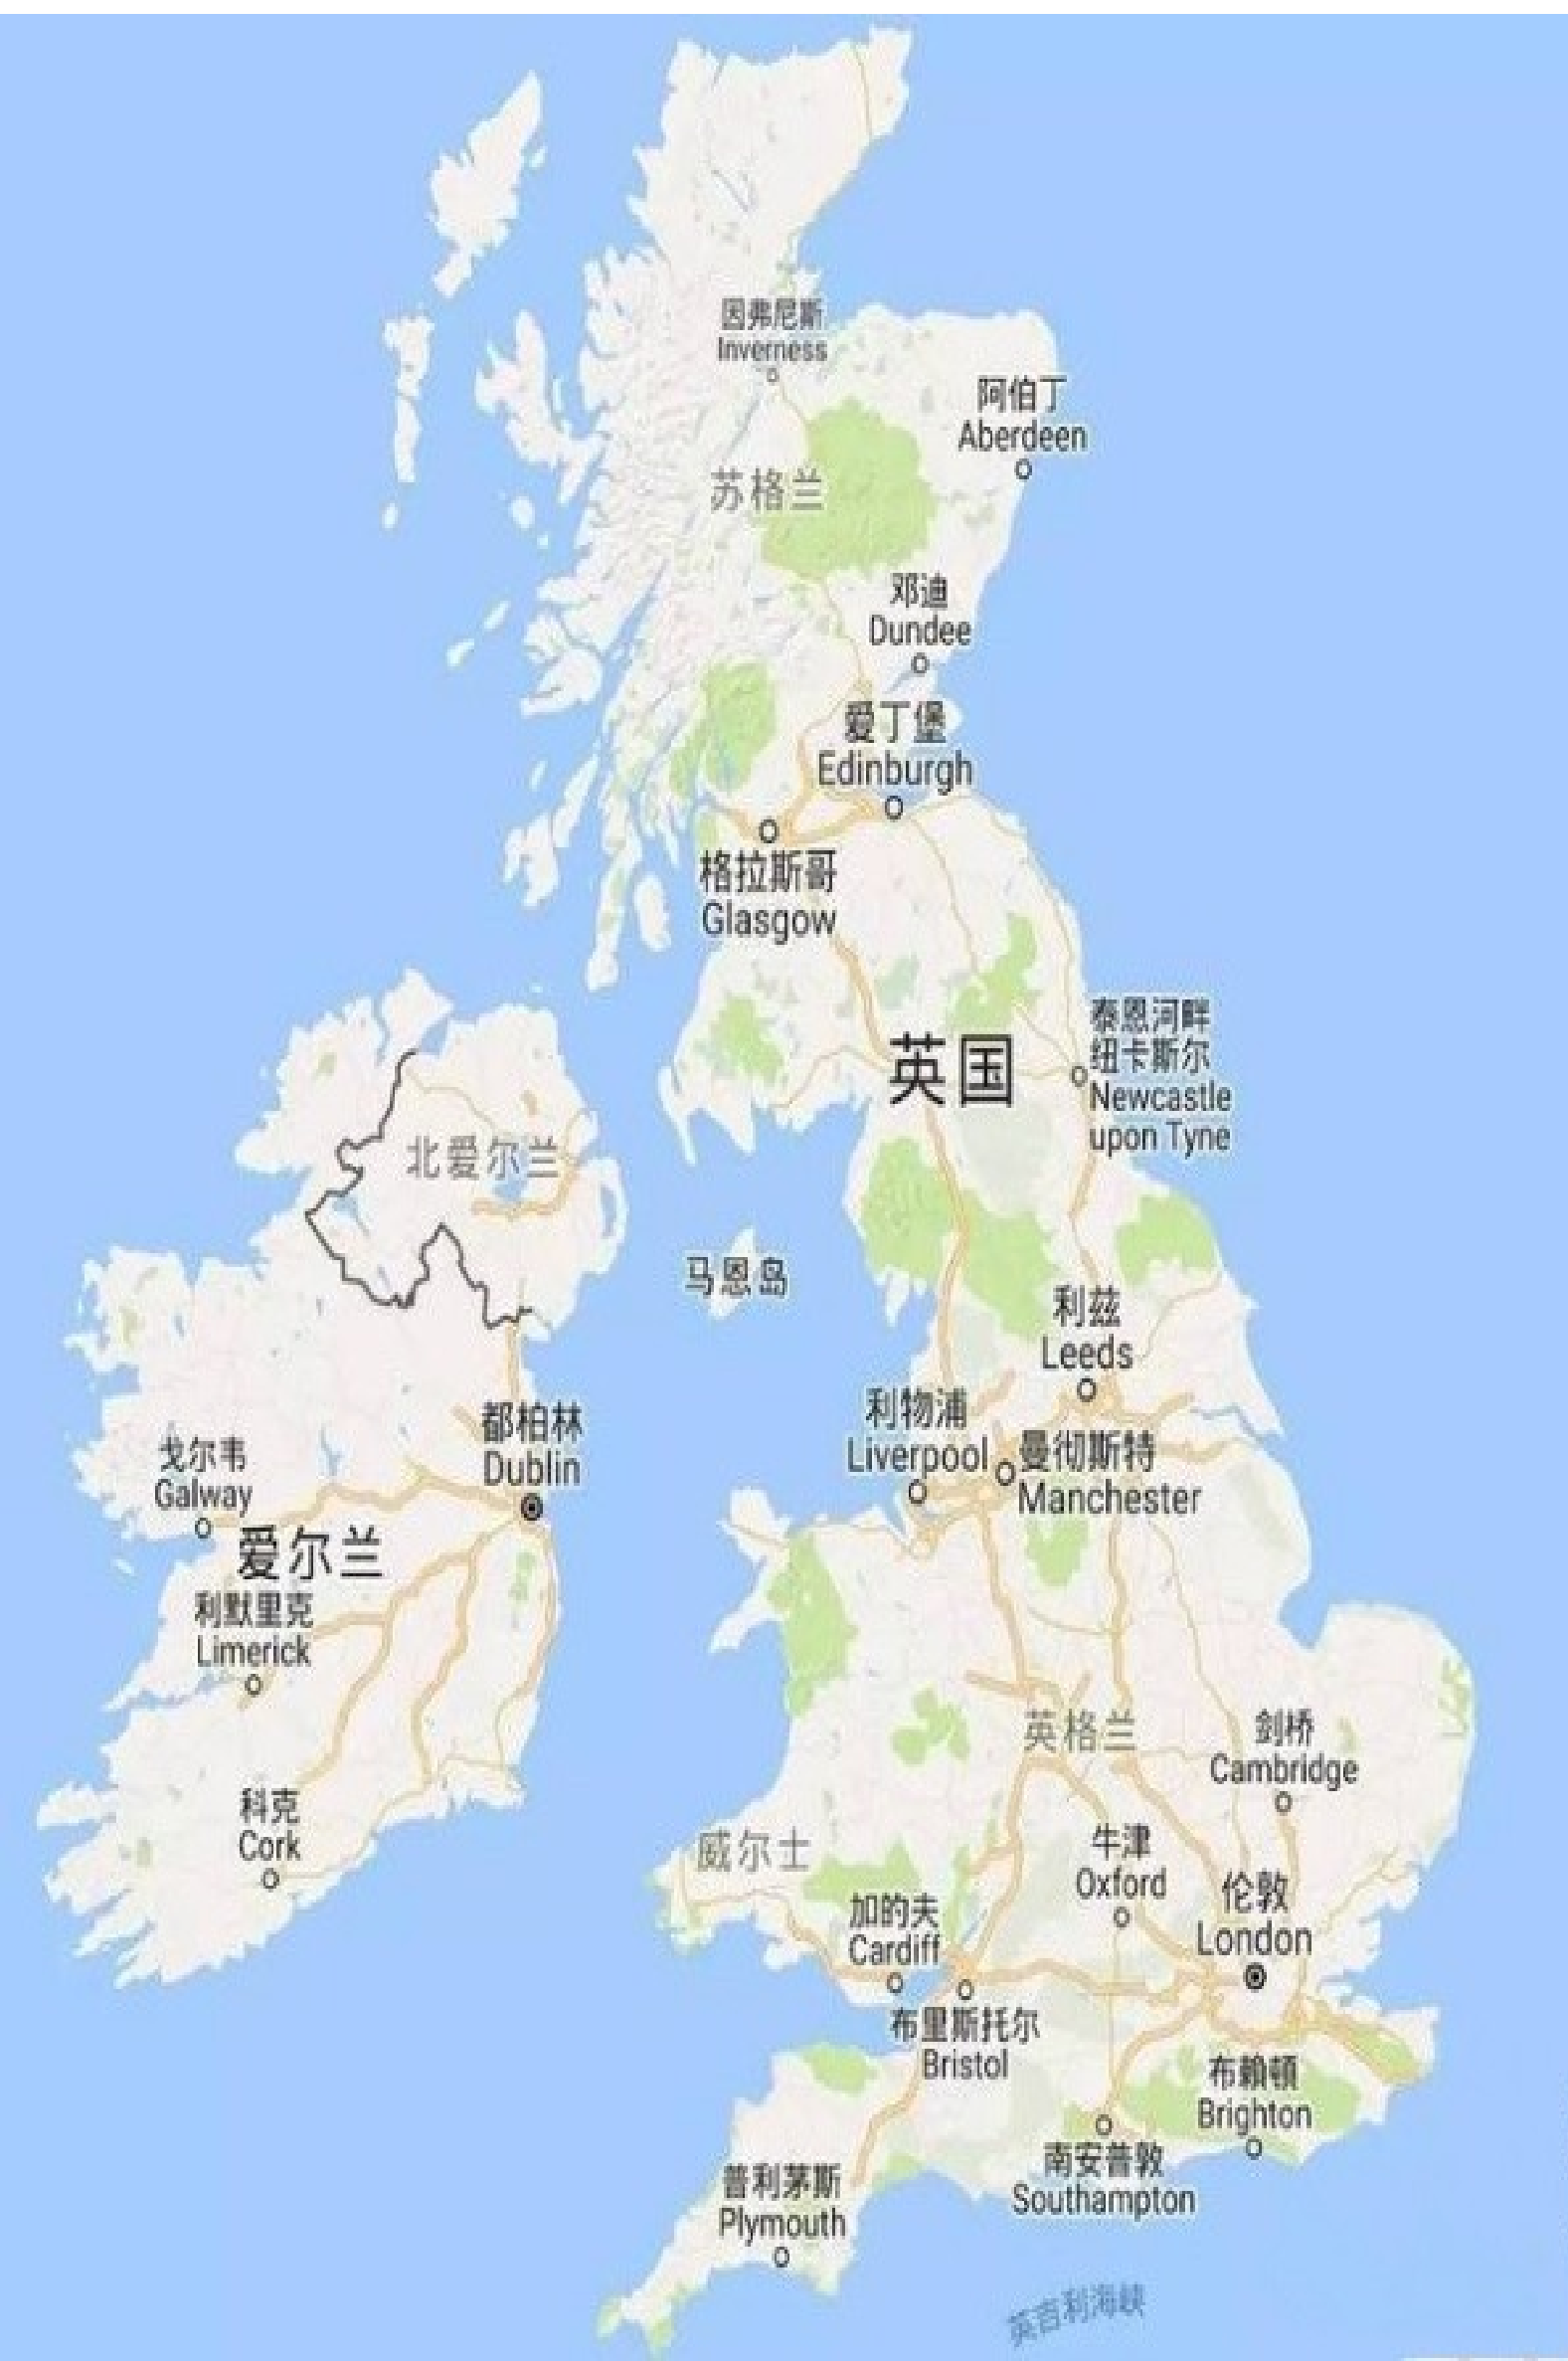 因弗尼斯
Inverness
阿伯丁
Aberdeen
苏格兰
邓迪
Dundee
爱丁堡
Edinburgh
格拉斯哥
Glasgow
泰恩河畔
纽卡斯尔
Newcastle
upon Tyne
英国
北爱尔兰
马恩岛
利兹
Leeds
利物浦
Liverpool
曼彻斯特
Manchester
都柏林
Dublin
戈尔韦
Galway
爱尔兰
利默里克
Limerick
英格兰
剑桥
Cambridge
科克
Cork
威尔士
牛津
Oxford
伦敦
London
加的夫
Cardiff
布里斯托尔
Bristol
布賴頓
Brighton
南安普敦
Southampton
普利茅斯
Plymouth
英吉利海峡